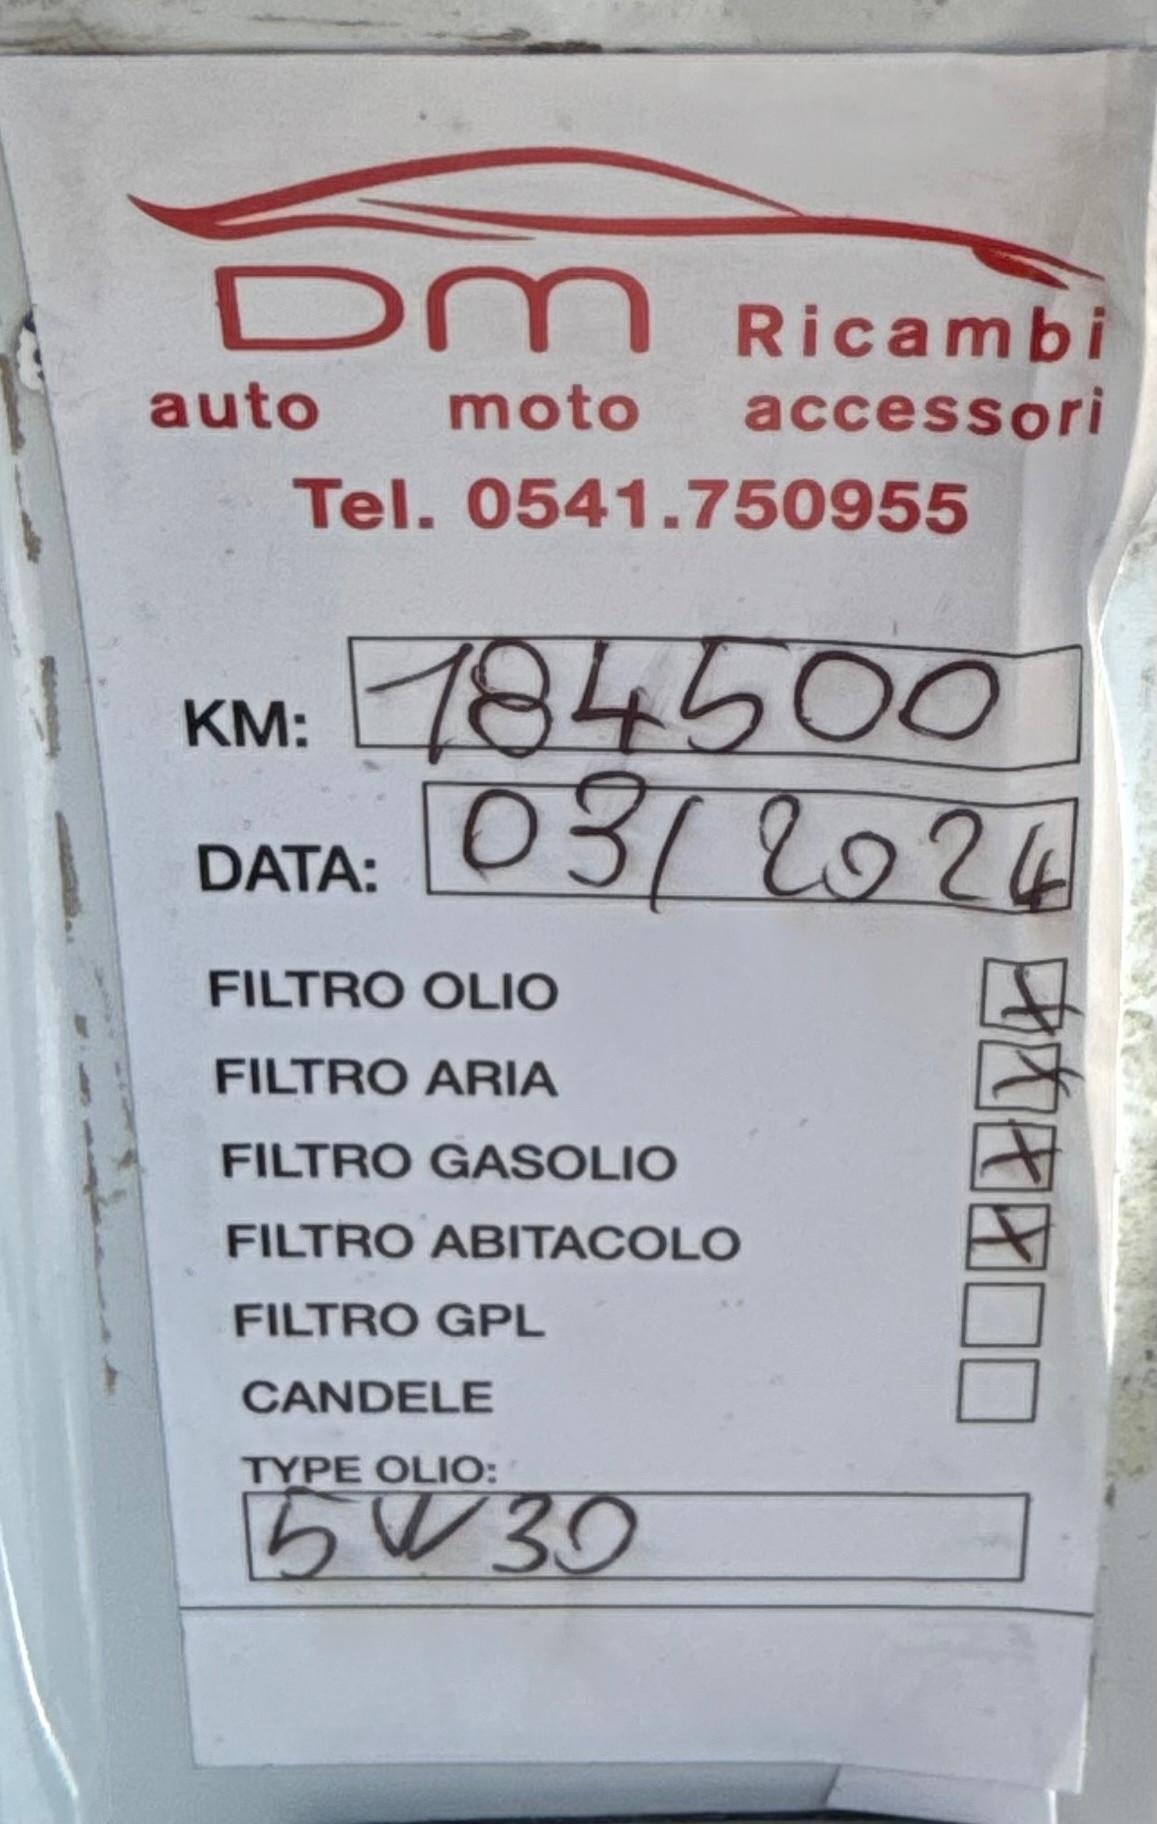 Dm Ricambi
auto moto accessori
Tel. 0541.750955
KM: 184500
DATA: 03/2024
FILTRO OLIO X
FILTRO ARIA X
FILTRO GASOLIO X
FILTRO ABITACOLO X
FILTRO GPL
CANDELE
TYPE OLIO:
5W30